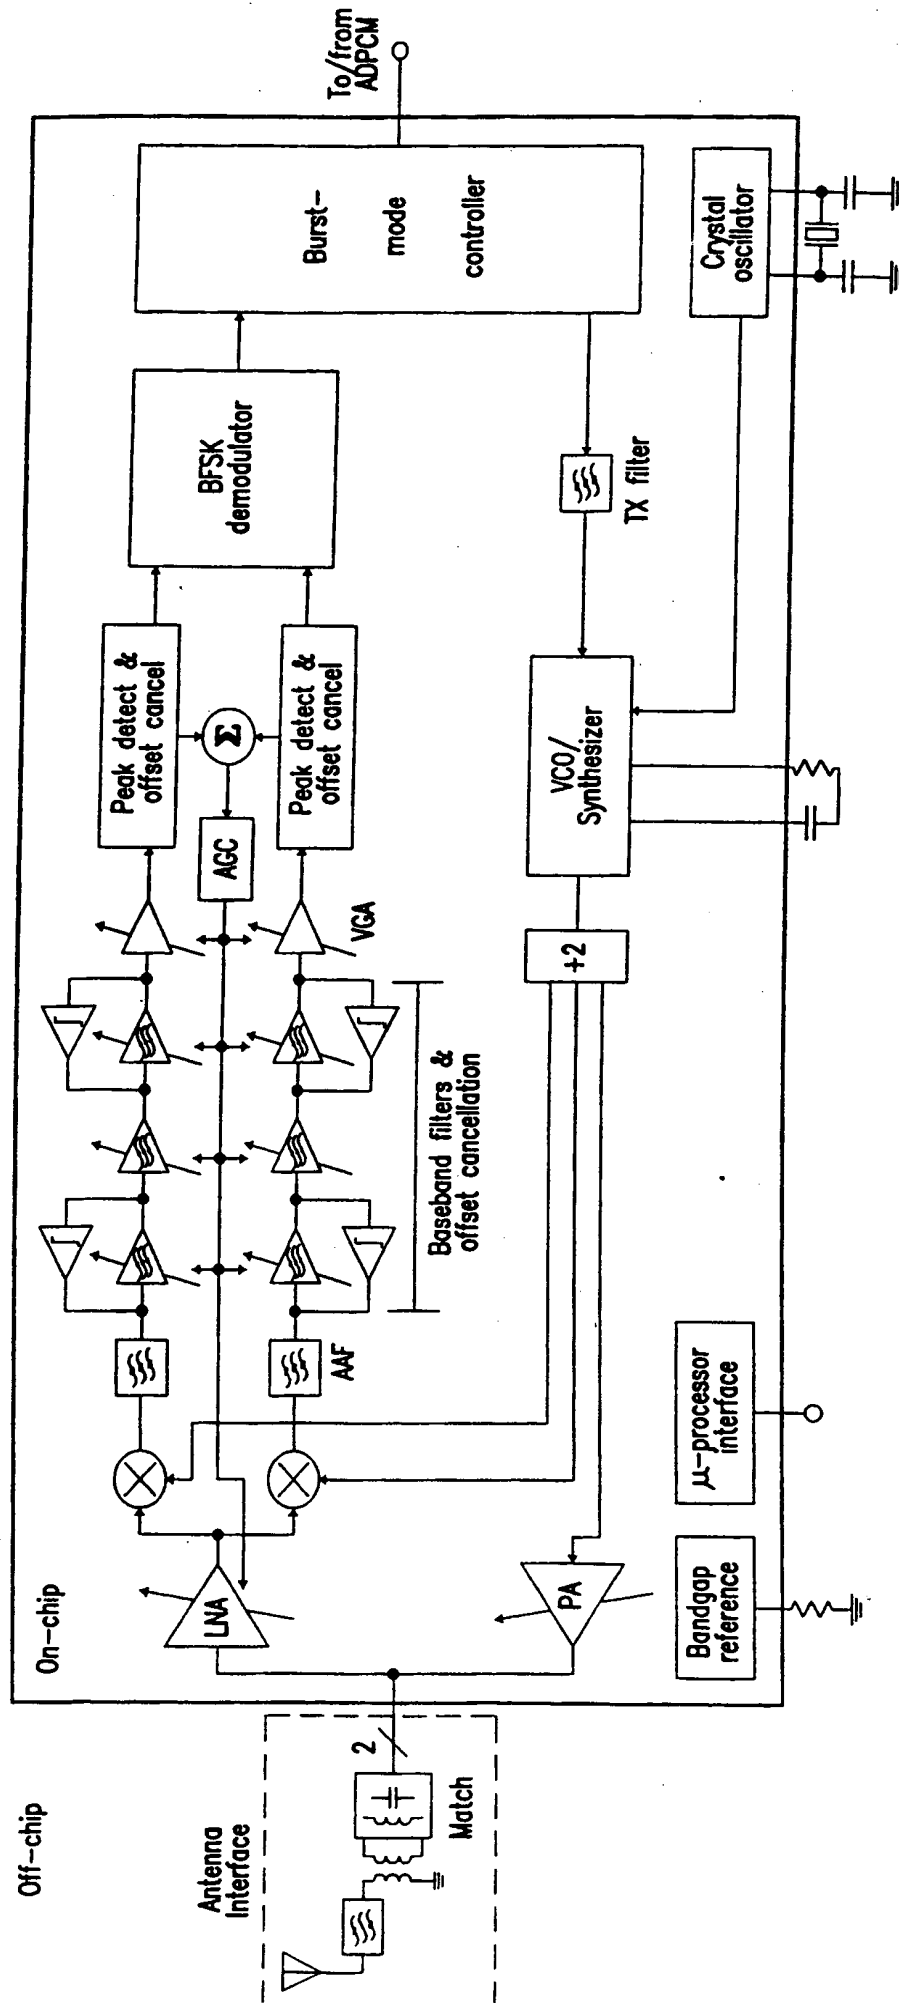 Off-chip
On-chip
Antenna
Interface
2
Match
LNA
PA
AAF
Baseband filters &
offset cancellation
VGA
AGC
Σ
Peak detect &
offset cancel
Peak detect &
offset cancel
BFSK
demodulator
Burst-
mode
controller
To/from
ADPCM
TX filter
VCO/
Synthesizer
÷2
Crystal
oscillator
μ-processor
interface
Bandgap
reference